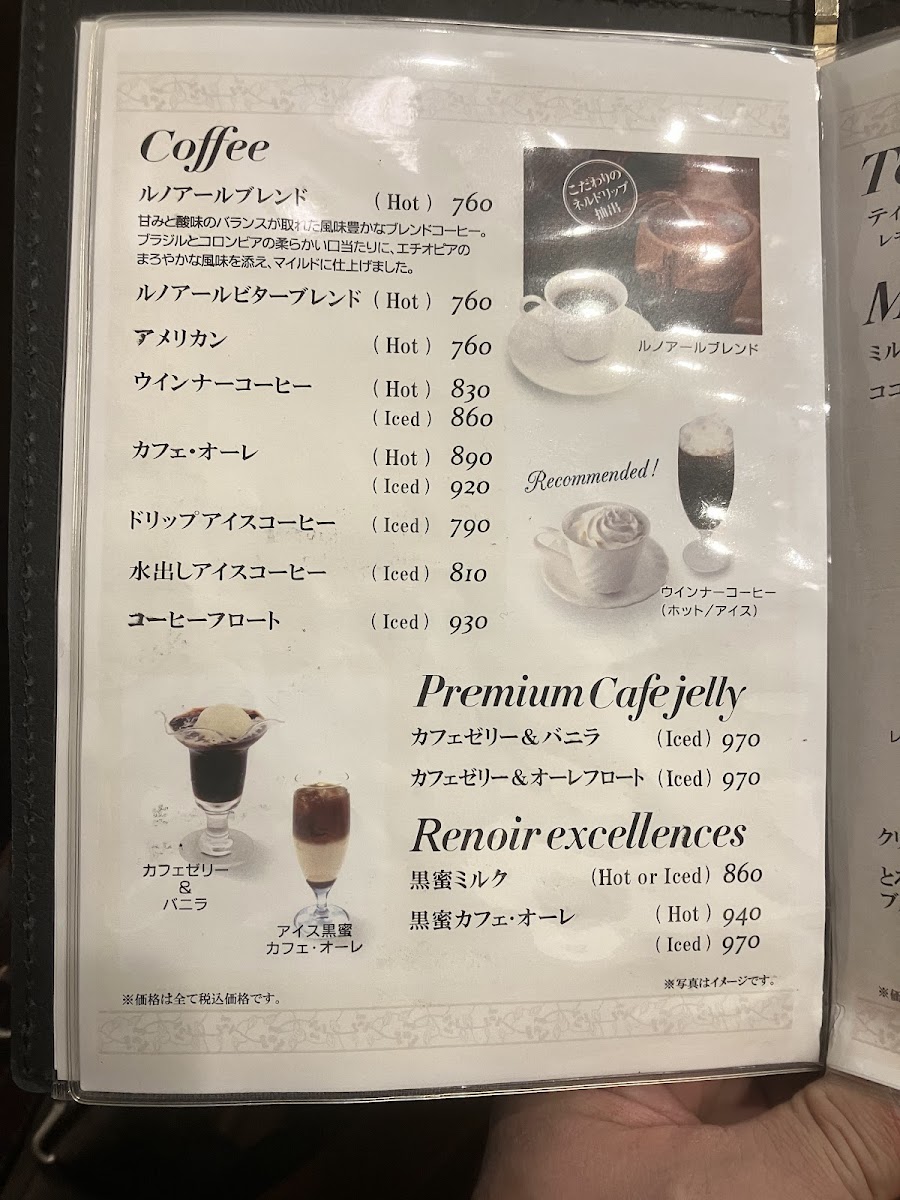 Coffee
ルノアールブレンド (Hot) 760
甘みと酸味のバランスが取れた風味豊かなブレンドコーヒー。
ブラジルとコロンビアの柔らかい口当たりに、エチオピアの
まろやかな風味を添え、マイルドに仕上げました。
ルノアールビターブレンド (Hot) 760
アメリカン (Hot) 760
ウインナーコーヒー (Hot) 830
(Iced) 860
カフェ・オーレ (Hot) 890
(Iced) 920
ドリップアイスコーヒー (Iced) 790
水出しアイスコーヒー (Iced) 810
コーヒーフロート (Iced) 930
こだわりの
ネルドリップ
抽出
ルノアールブレンド
Recommended!
ウインナーコーヒー
(ホット/アイス)
Premium Cafe jelly
カフェゼリー&バニラ (Iced) 970
カフェゼリー&オーレフロート (Iced) 970
Renoir excellences
黒蜜ミルク (Hot or Iced) 860
黒蜜カフェ・オーレ (Hot) 940
(Iced) 970
カフェゼリー
&
バニラ
アイス黒蜜
カフェ・オーレ
※写真はイメージです。
※価格は全て税込価格です。
ティ
ミル
ココ